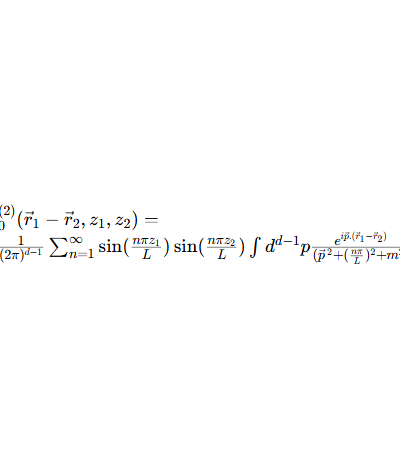 ^{(2)}_0(\vec{r}_1 - \vec{r}_2, z_1, z_2) =
\frac{1}{(2\pi)^{d-1}} \sum_{n=1}^{\infty} \sin(\frac{n\pi z_1}{L}) \sin(\frac{n\pi z_2}{L}) \int d^{d-1}p \frac{e^{i\vec{p}.(\vec{r}_1-\vec{r}_2)}}{(\vec{p}^{\,2}+(\frac{n\pi}{L})^2+m